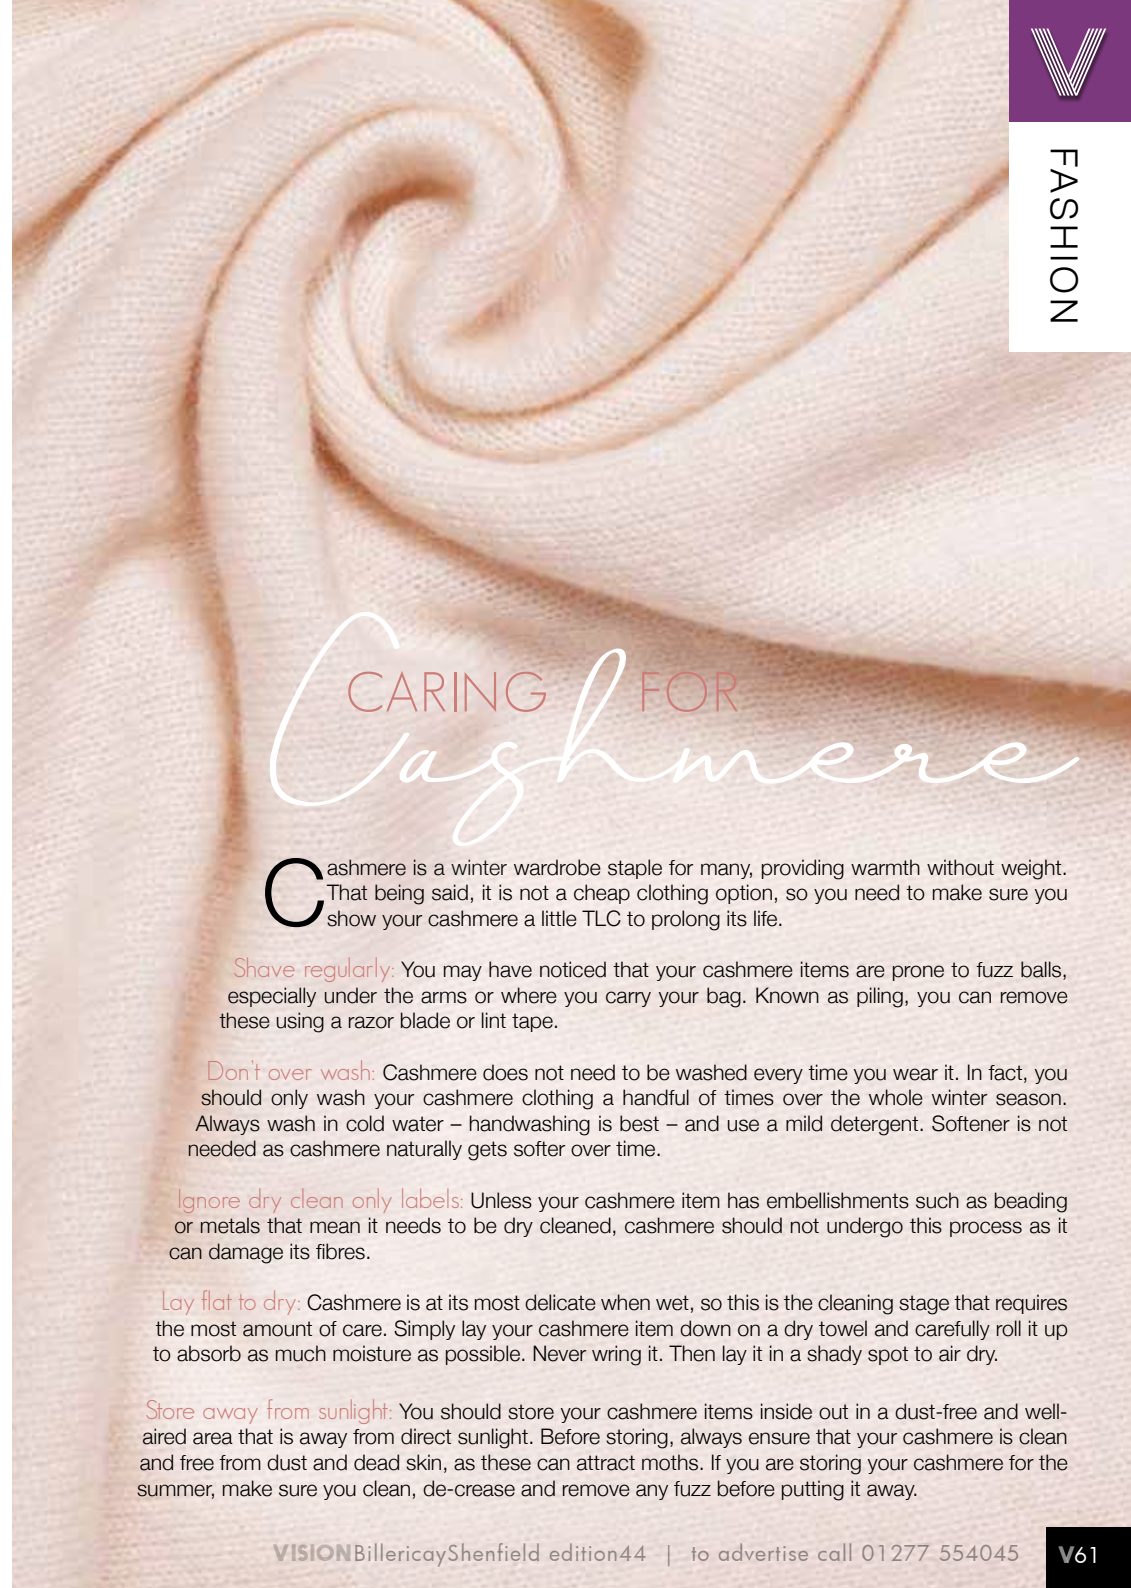 V
FASHION
CARING FOR
Cashmere
Cashmere is a winter wardrobe staple for many, providing warmth without weight.
That being said, it is not a cheap clothing option, so you need to make sure you
show your cashmere a little TLC to prolong its life.
Shave regularly: You may have noticed that your cashmere items are prone to fuzz balls,
especially under the arms or where you carry your bag. Known as piling, you can remove
these using a razor blade or lint tape.
Don't over wash: Cashmere does not need to be washed every time you wear it. In fact, you
should only wash your cashmere clothing a handful of times over the whole winter season.
Always wash in cold water – handwashing is best – and use a mild detergent. Softener is not
needed as cashmere naturally gets softer over time.
Ignore dry clean only labels: Unless your cashmere item has embellishments such as beading
or metals that mean it needs to be dry cleaned, cashmere should not undergo this process as it
can damage its fibres.
Lay flat to dry: Cashmere is at its most delicate when wet, so this is the cleaning stage that requires
the most amount of care. Simply lay your cashmere item down on a dry towel and carefully roll it up
to absorb as much moisture as possible. Never wring it. Then lay it in a shady spot to air dry.
Store away from sunlight: You should store your cashmere items inside out in a dust-free and well-
aired area that is away from direct sunlight. Before storing, always ensure that your cashmere is clean
and free from dust and dead skin, as these can attract moths. If you are storing your cashmere for the
summer, make sure you clean, de-crease and remove any fuzz before putting it away.
VISIONBillericayShenfield edition44 | to advertise call 01277 554045 V61